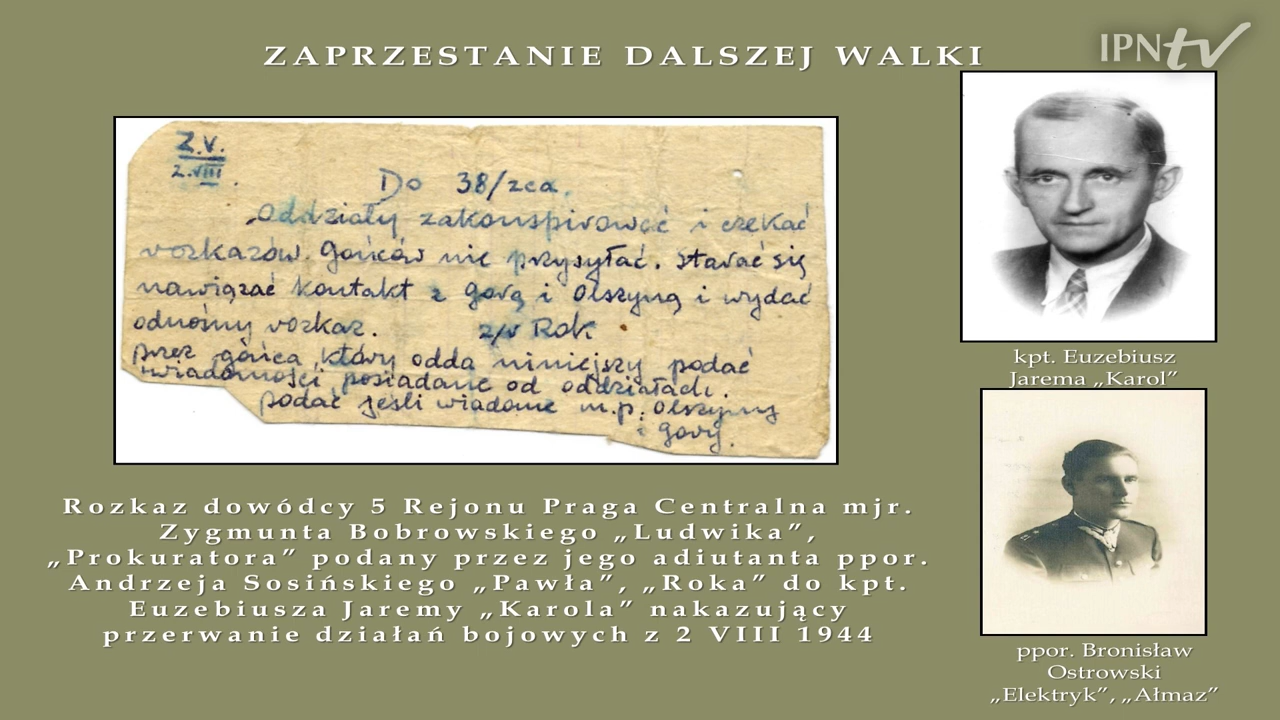 ZAPRZESTANIE DALSZEJ WALKI
IPNtv
Z.V.
2.VIII.
Do 38/zca.
Oddziały zakonspirować i czekać
rozkazów. Gońców nie przysyłać. Starać się
nawiązać kontakt z Gorą i Olszyną i wydać
odnośny rozkaz. z/r Rok
przez gońca, który odda niniejszy podać
wiadomości posiadane od oddziałach.
podać jeśli wiadome m.p. Olszyny
i Gory.
kpt. Euzebiusz
Jarema „Karol”
Rozkaz dowódcy 5 Rejonu Praga Centralna mjr.
Zygmunta Bobrowskiego „Ludwika”,
„Prokuratora” podany przez jego adiutanta ppor.
Andrzeja Sosińskiego „Pawła”, „Roka” do kpt.
Euzebiusza Jaremy „Karola” nakazujący
przerwanie działań bojowych z 2 VIII 1944
ppor. Bronisław
Ostrowski
„Elektryk”, „Ałmaz”